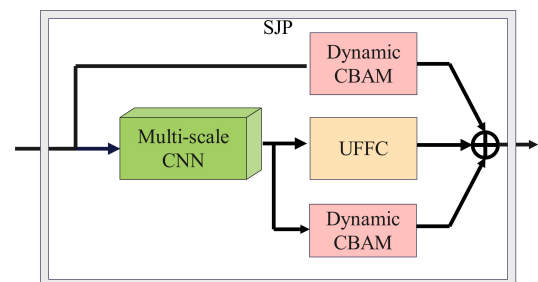 SJP
Dynamic
CBAM
Multi-scale
CNN
UFFC
Dynamic
CBAM